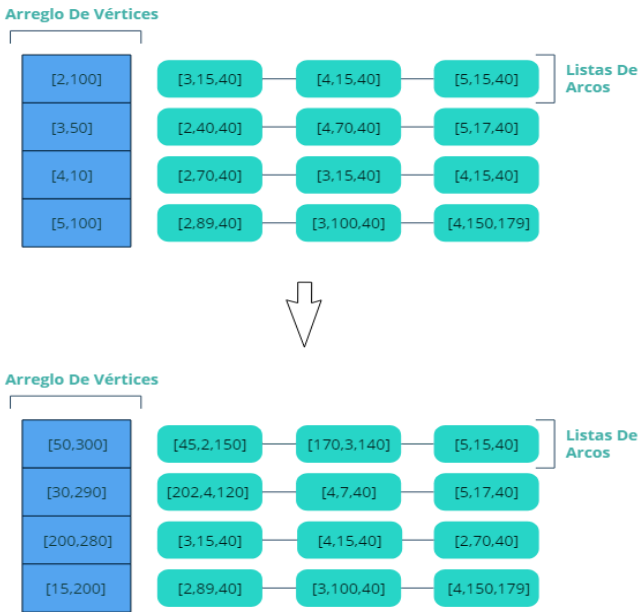 Arreglo De Vértices
[2,100] [3,15,40] [4,15,40] [5,15,40] Listas De
Arcos
[3,50] [2,40,40] [4,70,40] [5,17,40]
[4,10] [2,70,40] [3,15,40] [4,15,40]
[5,100] [2,89,40] [3,100,40] [4,150,179]
Arreglo De Vértices
[50,300] [45,2,150] [170,3,140] [5,15,40] Listas De
Arcos
[30,290] [202,4,120] [4,7,40] [5,17,40]
[200,280] [3,15,40] [4,15,40] [2,70,40]
[15,200] [2,89,40] [3,100,40] [4,150,179]